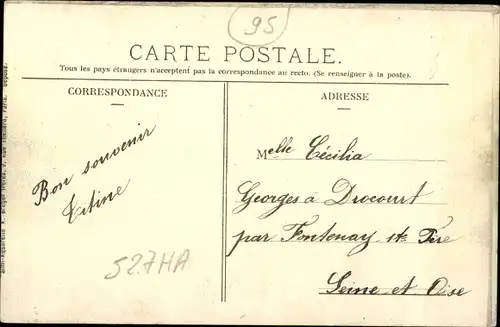 95
CARTE POSTALE.
Tous les pays étrangers n'acceptent pas la correspondance au recto. (Se renseigner à la poste).
CORRESPONDANCE
ADRESSE
Bon souvenir
Titine
Melle Cécilia
Georges à Drocourt
par Fontenay St Père
Seine et Oise
527HA